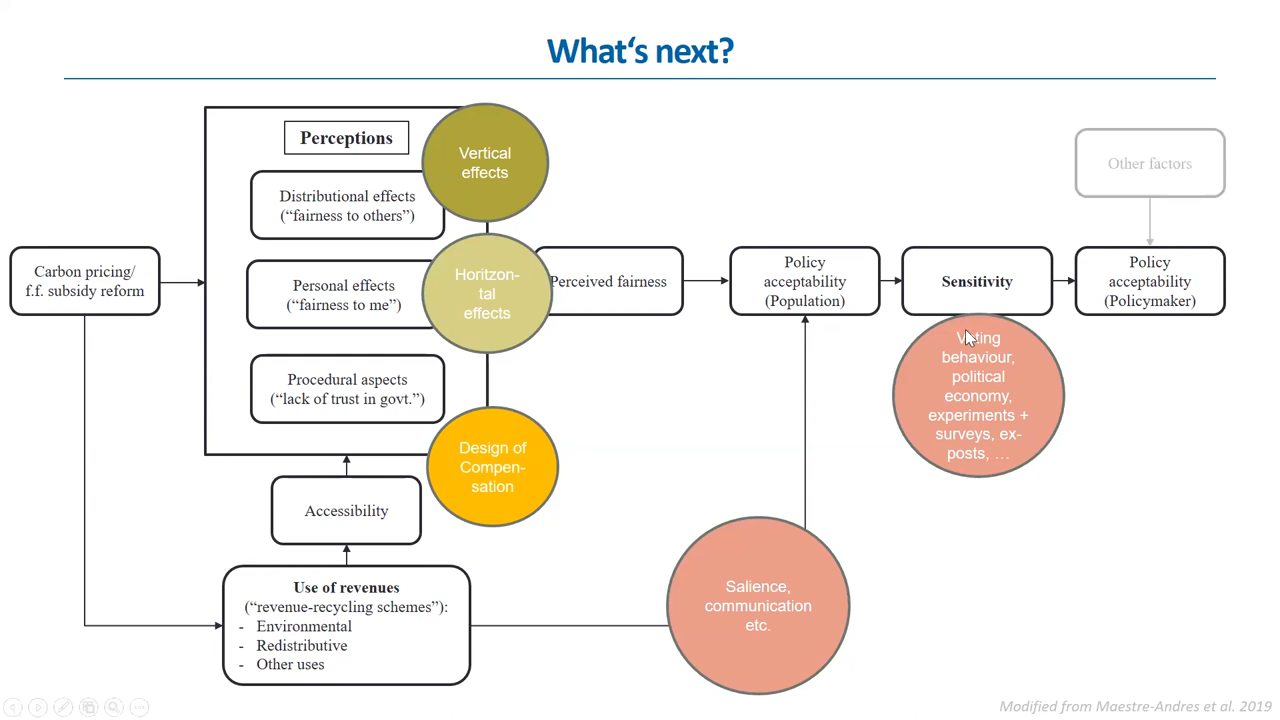 What's next?
Perceptions
Vertical
effects
Distributional effects
(“fairness to others”)
Other factors
Carbon pricing/
f.f. subsidy reform
Personal effects
(“fairness to me”)
Horitzon-
tal
effects
Perceived fairness
Policy
acceptability
(Population)
Sensitivity
Policy
acceptability
(Policymaker)
Procedural aspects
(“lack of trust in govt.”)
Voting
behaviour,
political
economy,
experiments +
surveys, ex-
posts, …
Design of
Compen-
sation
Accessibility
Use of revenues
(“revenue-recycling schemes”):
- Environmental
- Redistributive
- Other uses
Salience,
communication
etc.
Modified from Maestre-Andres et al. 2019